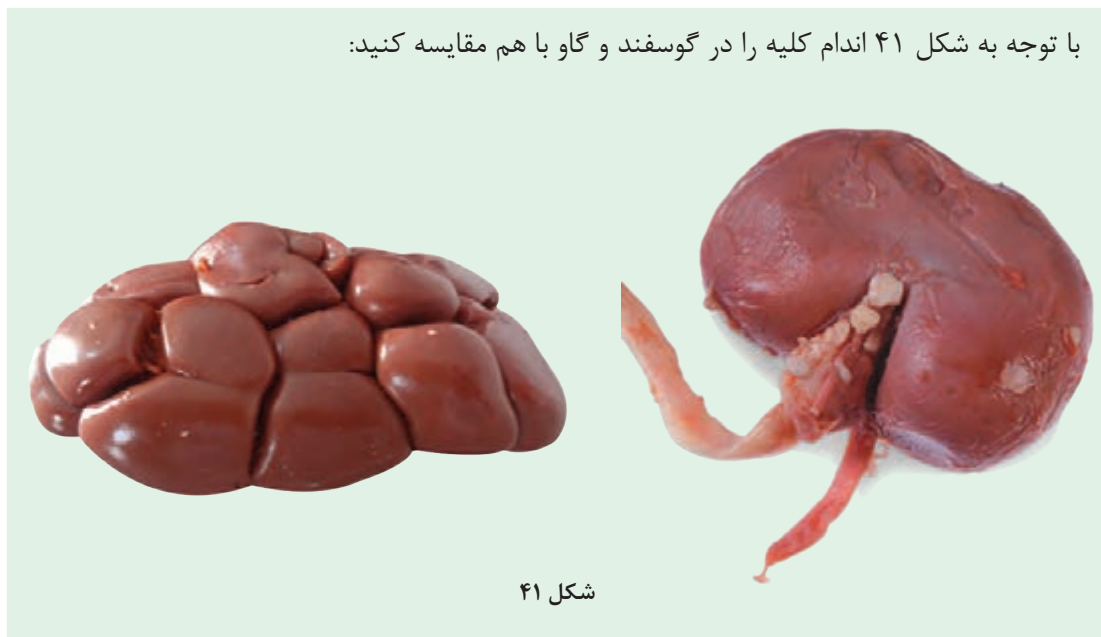 با توجه به شکل ۴۱ اندام کلیه را در گوسفند و گاو با هم مقایسه کنید:
شکل ۴۱